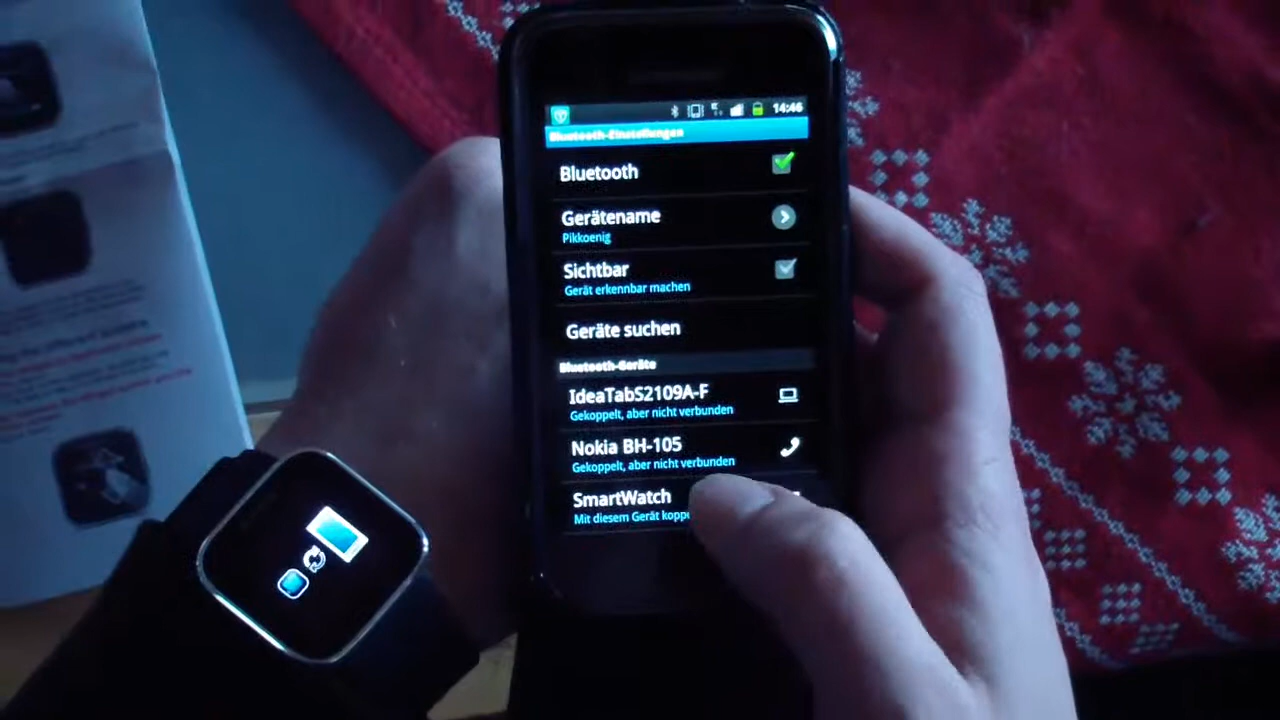 14:46
Bluetooth-Einstellungen
Bluetooth
Gerätename
Pikkoenig
Sichtbar
Gerät erkennbar machen
Geräte suchen
Bluetooth-Geräte
IdeaTabS2109A-F
Gekoppelt, aber nicht verbunden
Nokia BH-105
Gekoppelt, aber nicht verbunden
SmartWatch
Mit diesem Gerät koppe